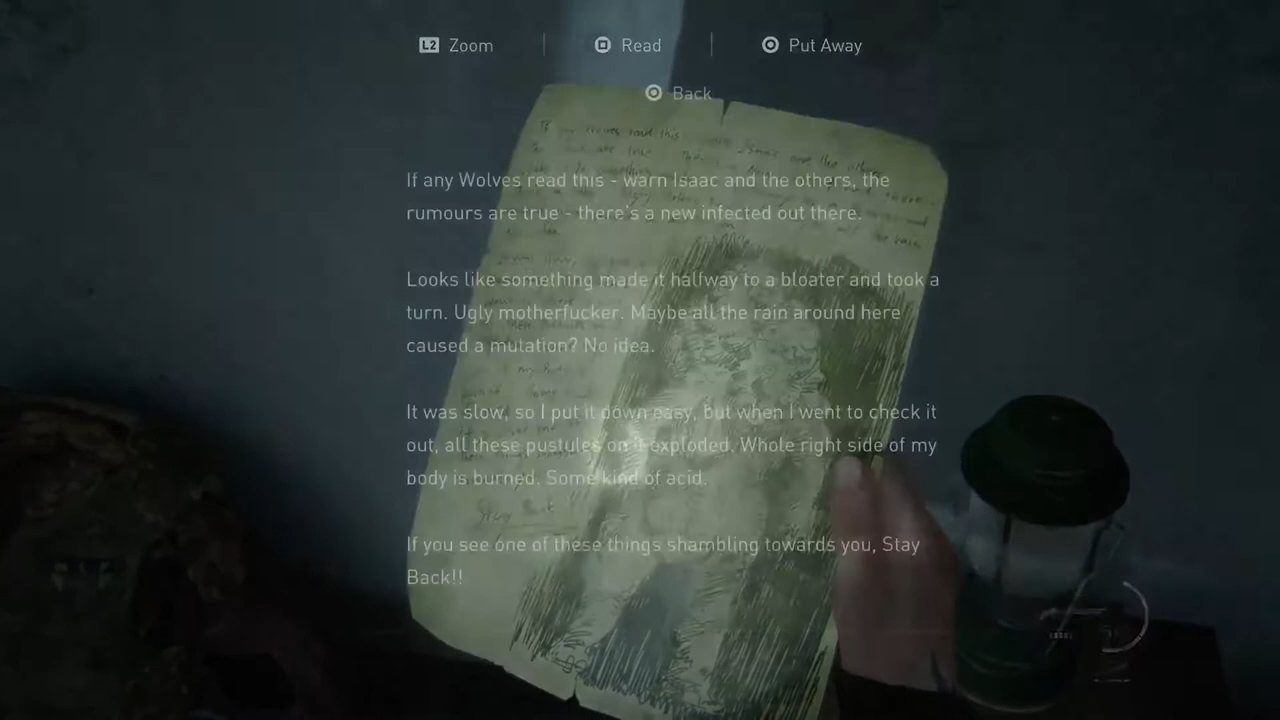 L2 Zoom | Read | Put Away
Back
If any Wolves read this - warn Isaac and the others, the
rumours are true - there's a new infected out there.
Looks like something made it halfway to a bloater and took a
turn. Ugly motherfucker. Maybe all the rain around here
caused a mutation? No idea.
It was slow, so I put it down easy, but when I went to check it
out, all these pustules on it exploded. Whole right side of my
body is burned. Some kind of acid.
If you see one of these things shambling towards you, Stay
Back!!